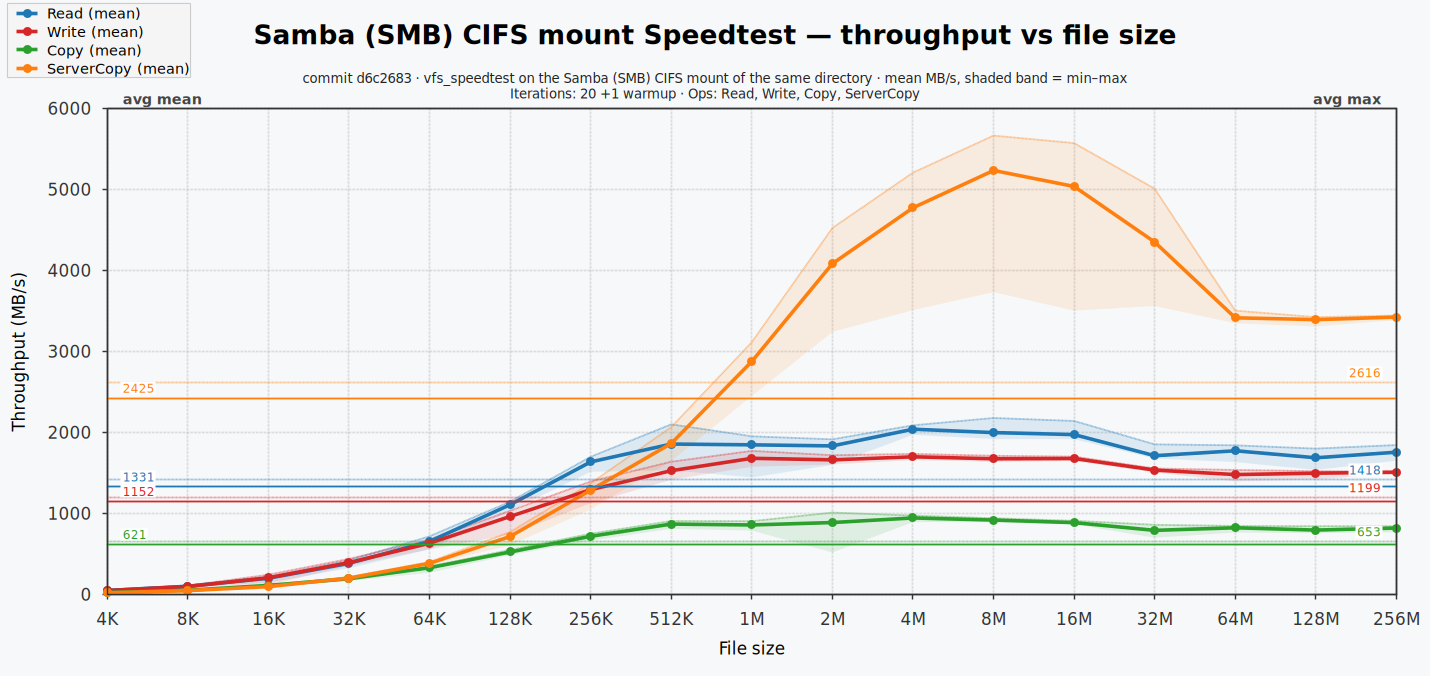 Read (mean)
Write (mean)
Copy (mean)
ServerCopy (mean)
Samba (SMB) CIFS mount Speedtest — throughput vs file size
commit d6c2683 · vfs_speedtest on the Samba (SMB) CIFS mount of the same directory · mean MB/s, shaded band = min–max
Iterations: 20 +1 warmup · Ops: Read, Write, Copy, ServerCopy
avg mean
avg max
6000
5000
4000
3000
2000
1000
0
Throughput (MB/s)
2425
2616
1331
1418
1152
1199
621
653
4K 8K 16K 32K 64K 128K 256K 512K 1M 2M 4M 8M 16M 32M 64M 128M 256M
File size